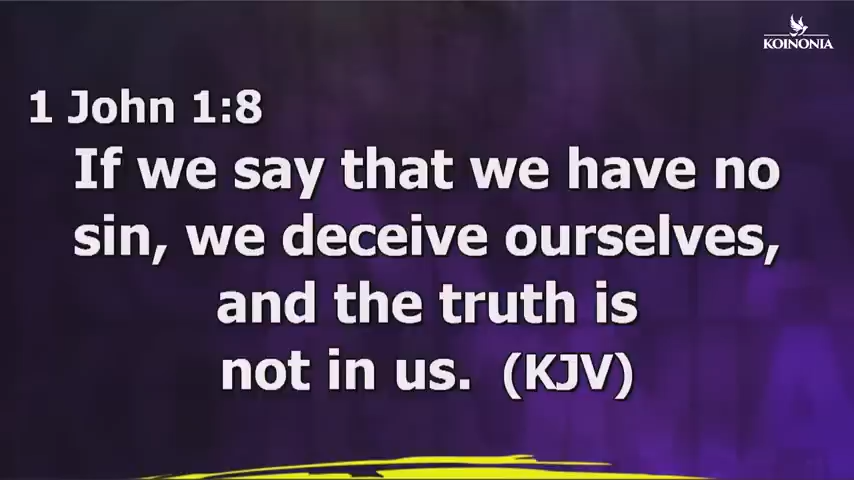 KOINONIA
1 John 1:8
If we say that we have no
sin, we deceive ourselves,
and the truth is
not in us. (KJV)